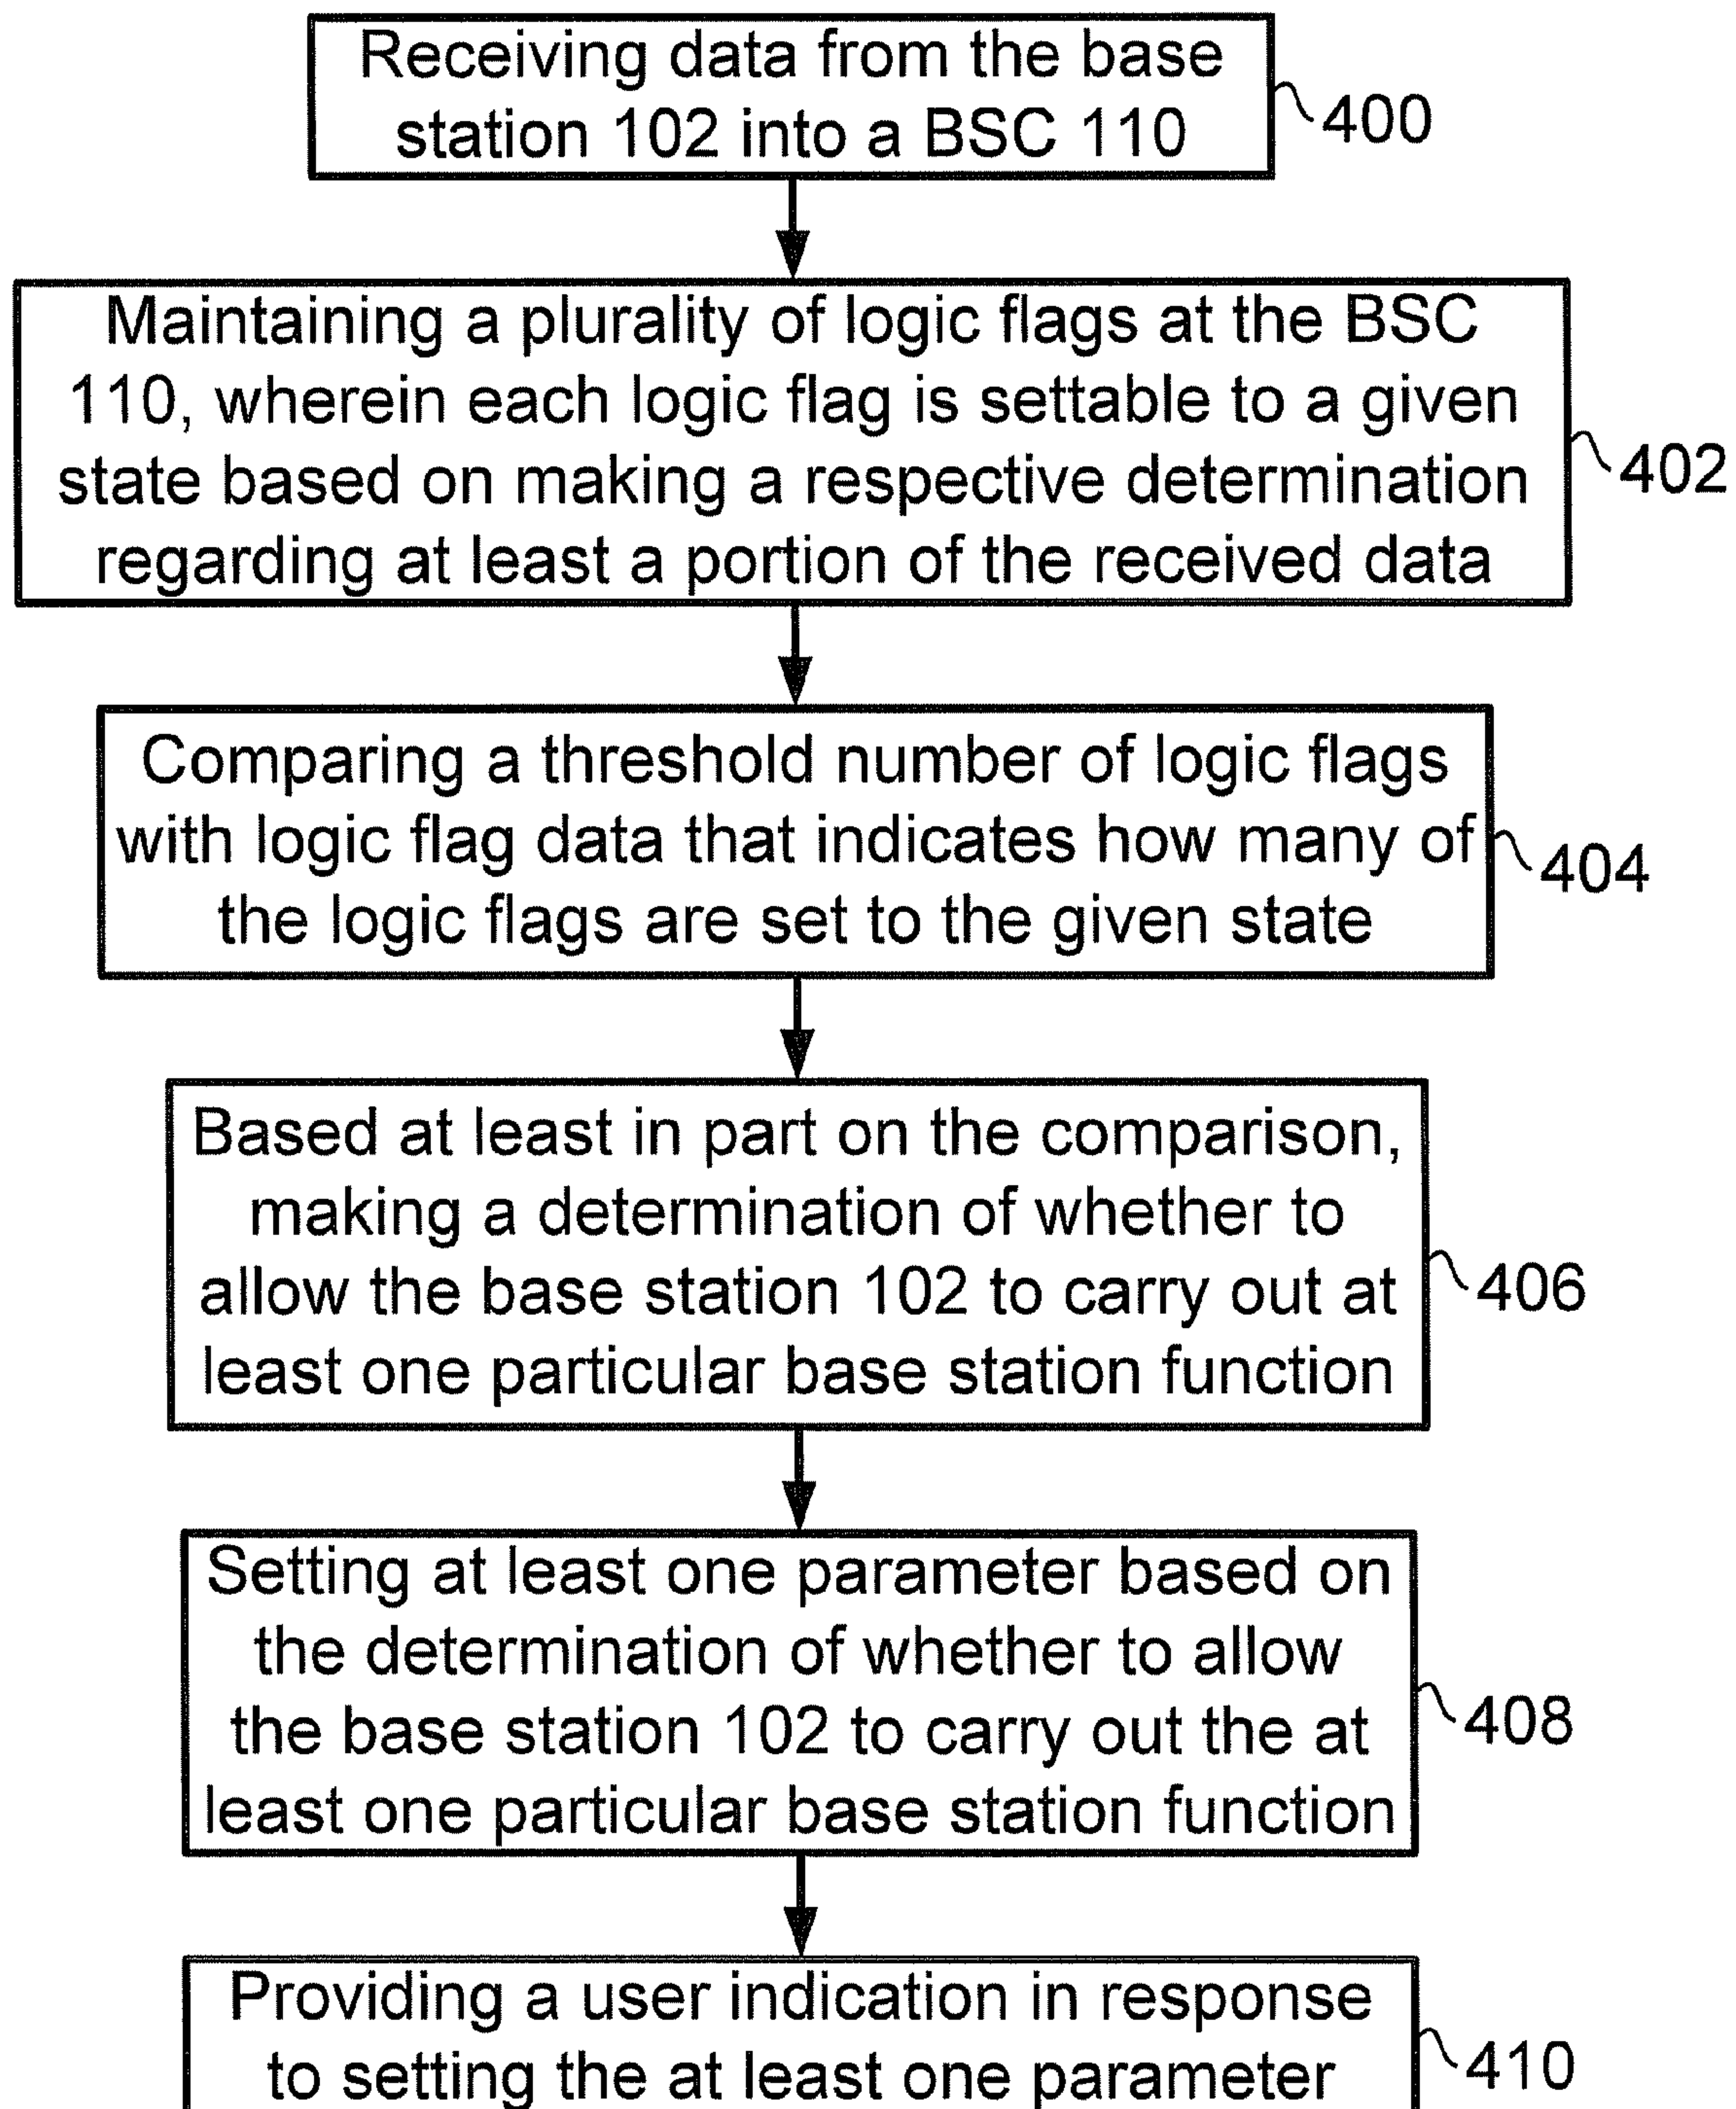 Receiving data from the base
station 102 into a BSC 110
400
Maintaining a plurality of logic flags at the BSC
110, wherein each logic flag is settable to a given
state based on making a respective determination
regarding at least a portion of the received data
402
Comparing a threshold number of logic flags
with logic flag data that indicates how many of
the logic flags are set to the given state
404
Based at least in part on the comparison,
making a determination of whether to
allow the base station 102 to carry out at
least one particular base station function
406
Setting at least one parameter based on
the determination of whether to allow
the base station 102 to carry out the at
least one particular base station function
408
Providing a user indication in response
to setting the at least one parameter
410